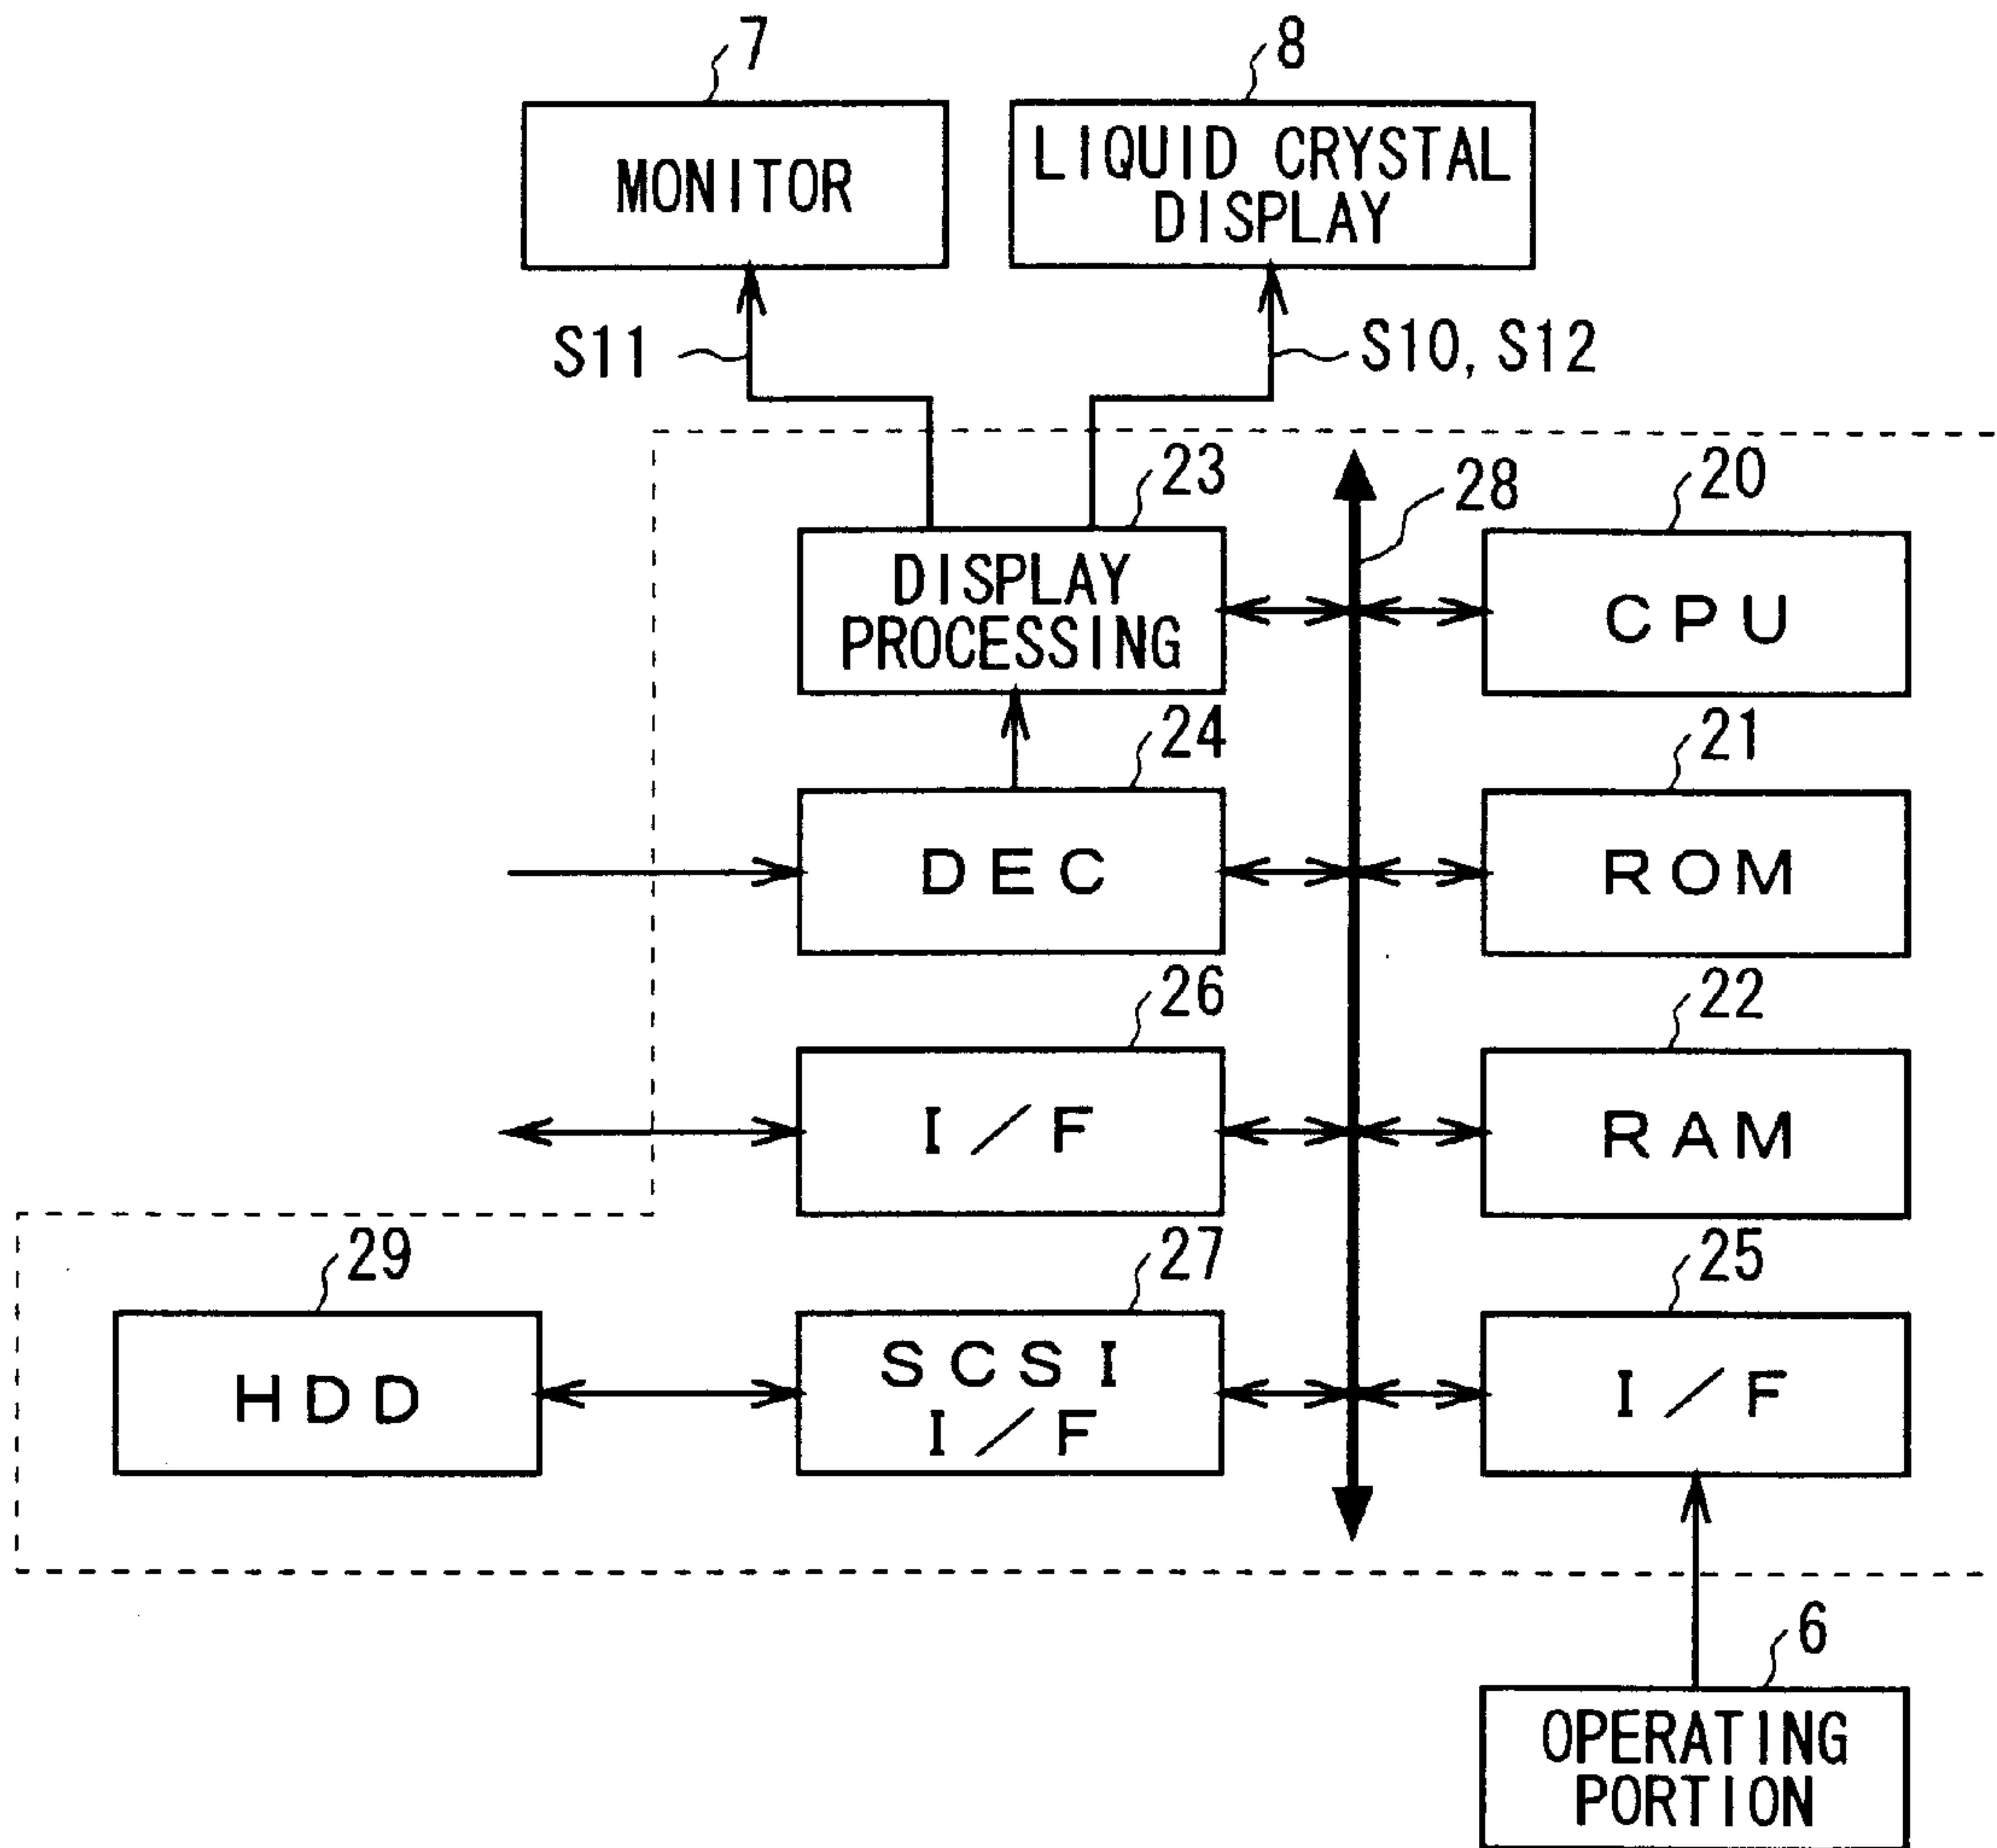 7
8
MONITOR
LIQUID CRYSTAL
DISPLAY
S11
S10, S12
23
28
20
DISPLAY
PROCESSING
CPU
24
21
DEC
ROM
26
22
I/F
RAM
29
27
25
HDD
SCSI
I/F
I/F
6
OPERATING
PORTION